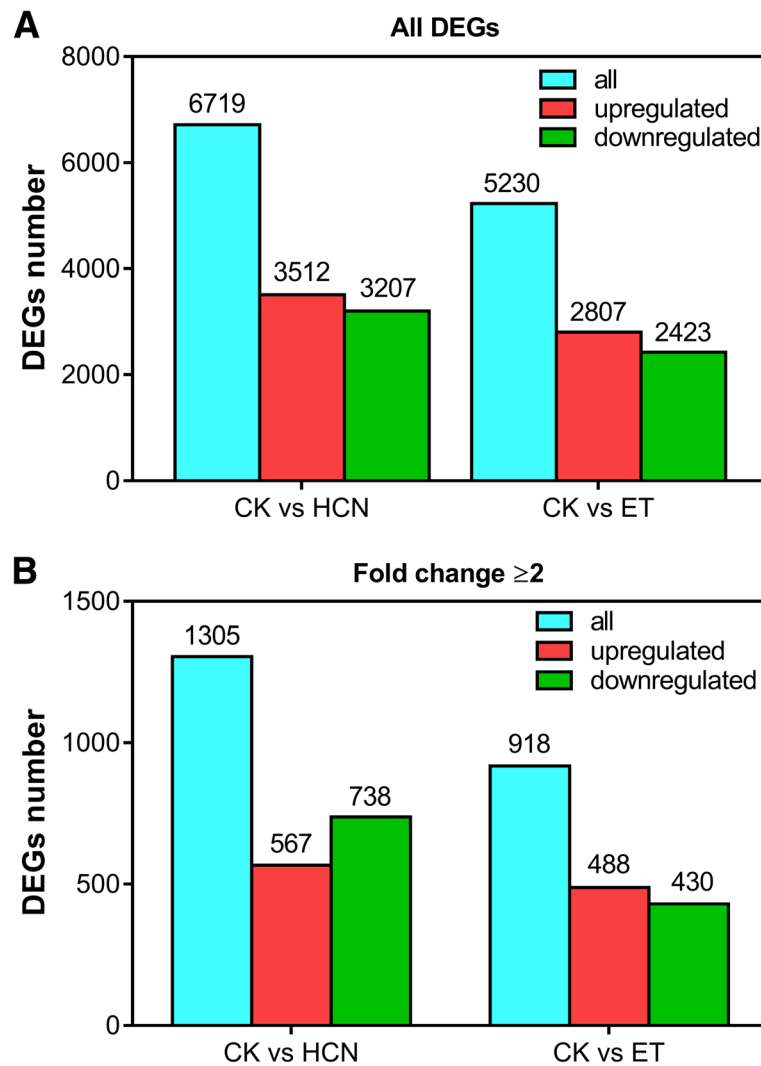 A
All DEGs
DEGs number
8000
6000
4000
2000
0
all
upregulated
downregulated
6719
3512
3207
5230
2807
2423
CK vs HCN
CK vs ET
B
Fold change ≥2
DEGs number
1500
1000
500
0
all
upregulated
downregulated
1305
567
738
918
488
430
CK vs HCN
CK vs ET